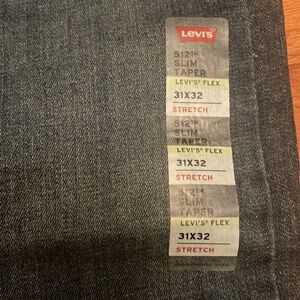 LEVI'S
512™
SLIM
TAPER
LEVI'S® FLEX
31X32
STRETCH
512™
SLIM
TAPER
LEVI'S® FLEX
31X32
STRETCH
512™
SLIM
TAPER
LEVI'S® FLEX
31X32
STRETCH